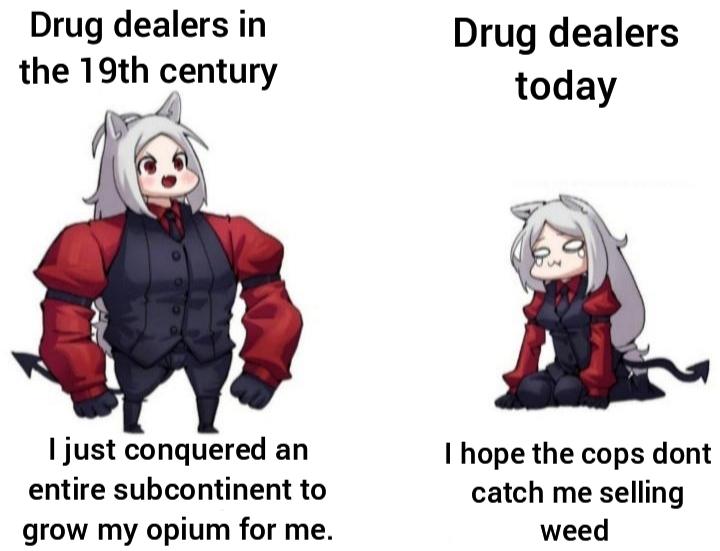 Drug dealers in
the 19th century
Drug dealers
today
I just conquered an
entire subcontinent to
grow my opium for me.
I hope the cops dont
catch me selling
weed